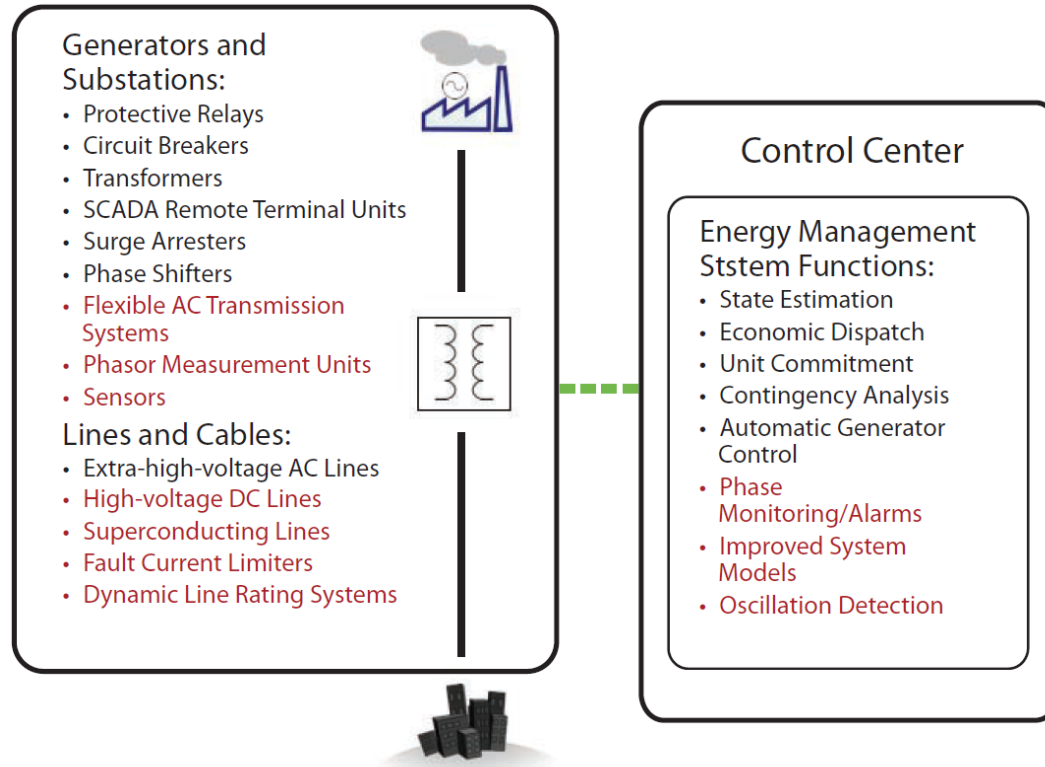 Generators and
Substations:
• Protective Relays
• Circuit Breakers
• Transformers
• SCADA Remote Terminal Units
• Surge Arresters
• Phase Shifters
• Flexible AC Transmission
Systems
• Phasor Measurement Units
• Sensors
Lines and Cables:
• Extra-high-voltage AC Lines
• High-voltage DC Lines
• Superconducting Lines
• Fault Current Limiters
• Dynamic Line Rating Systems
Control Center
Energy Management
Ststem Functions:
• State Estimation
• Economic Dispatch
• Unit Commitment
• Contingency Analysis
• Automatic Generator
Control
• Phase
Monitoring/Alarms
• Improved System
Models
• Oscillation Detection